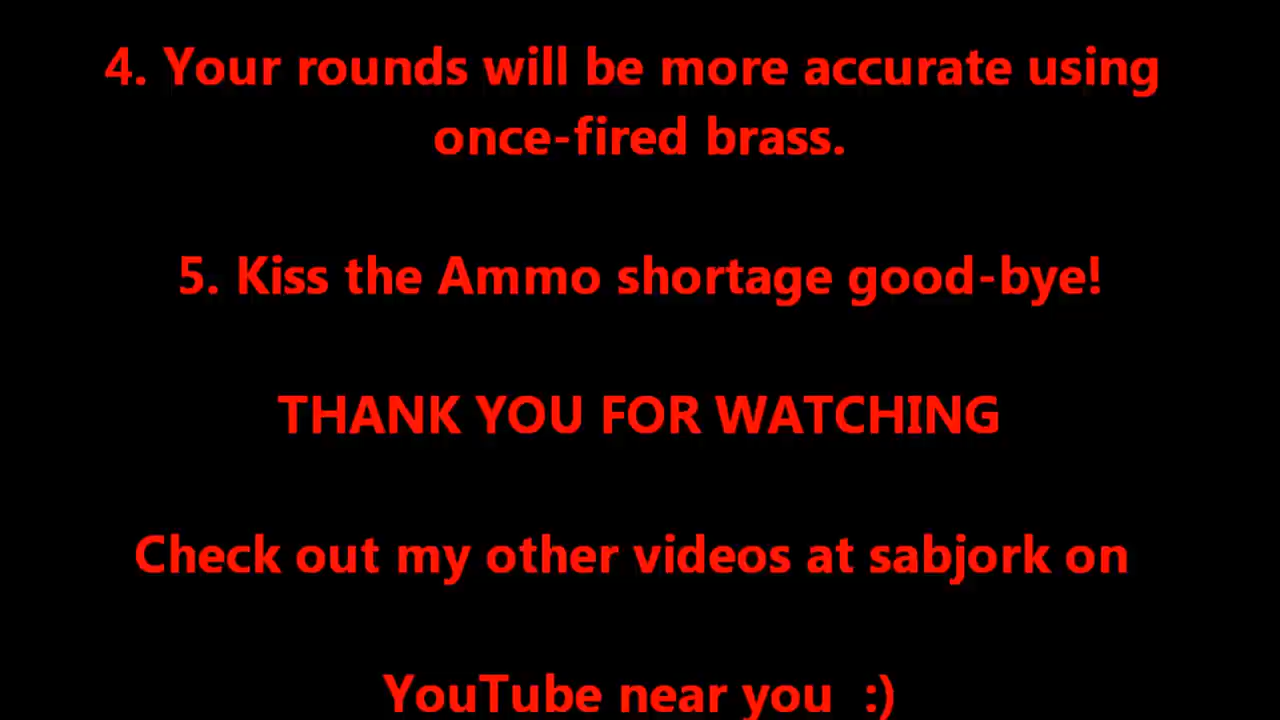 4. Your rounds will be more accurate using
once-fired brass.
5. Kiss the Ammo shortage good-bye!
THANK YOU FOR WATCHING
Check out my other videos at sabjork on
YouTube near you  :)